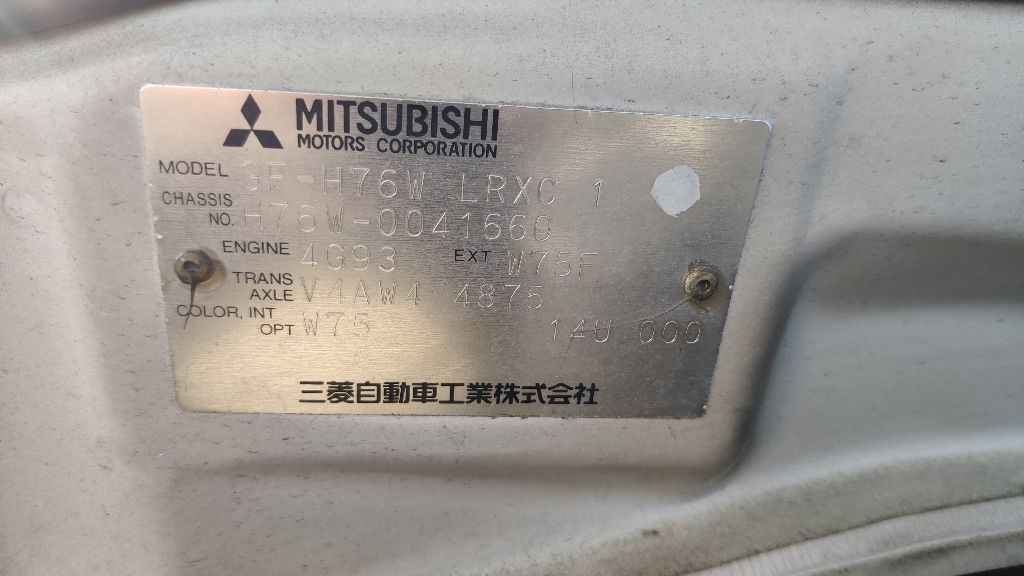 MITSUBISHI
MOTORS CORPORATION
MODEL GF-H76W LRXC 1
CHASSIS NO. H76W-0041660
ENGINE 4G93 EXT W75F
TRANS AXLE V4AW4 4875
COLOR, INT OPT W75 14U 000
三菱自動車工業株式会社